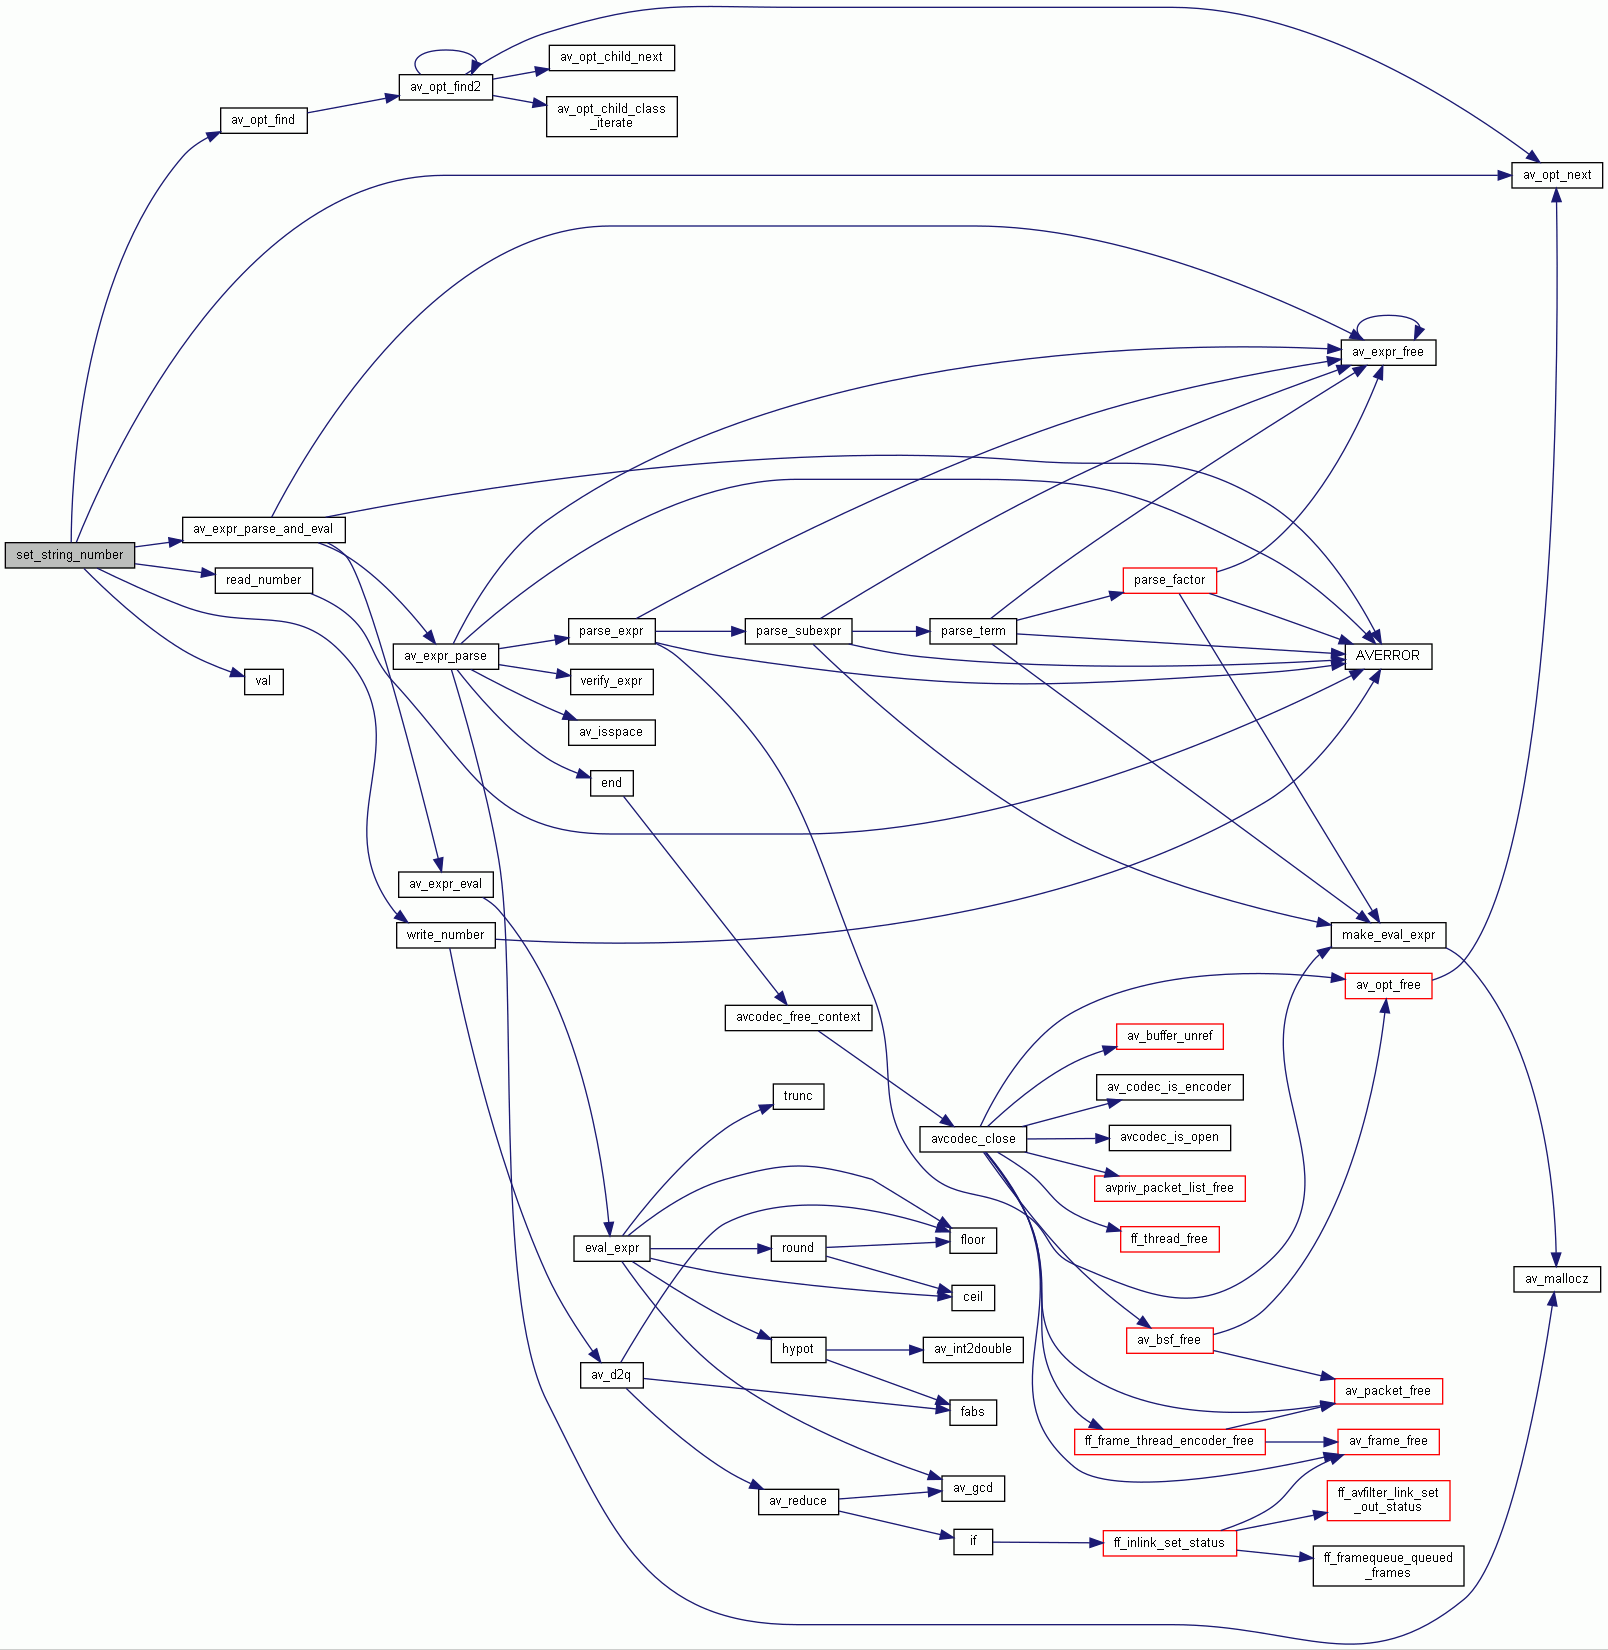 av_opt_child_next
av_opt_find2
av_opt_child_class
_iterate
av_opt_find
av_opt_next
av_expr_free
av_expr_parse_and_eval
set_string_number
read_number
parse_factor
parse_expr
parse_subexpr
parse_term
av_expr_parse
AVERROR
val
verify_expr
av_isspace
end
av_expr_eval
write_number
make_eval_expr
av_opt_free
avcodec_free_context
av_buffer_unref
av_codec_is_encoder
trunc
avcodec_close
avcodec_is_open
avpriv_packet_list_free
ff_thread_free
floor
eval_expr
round
av_mallocz
ceil
av_bsf_free
hypot
av_int2double
av_d2q
av_packet_free
fabs
ff_frame_thread_encoder_free
av_frame_free
av_gcd
av_reduce
ff_avfilter_link_set
_out_status
if
ff_inlink_set_status
ff_framequeue_queued
_frames